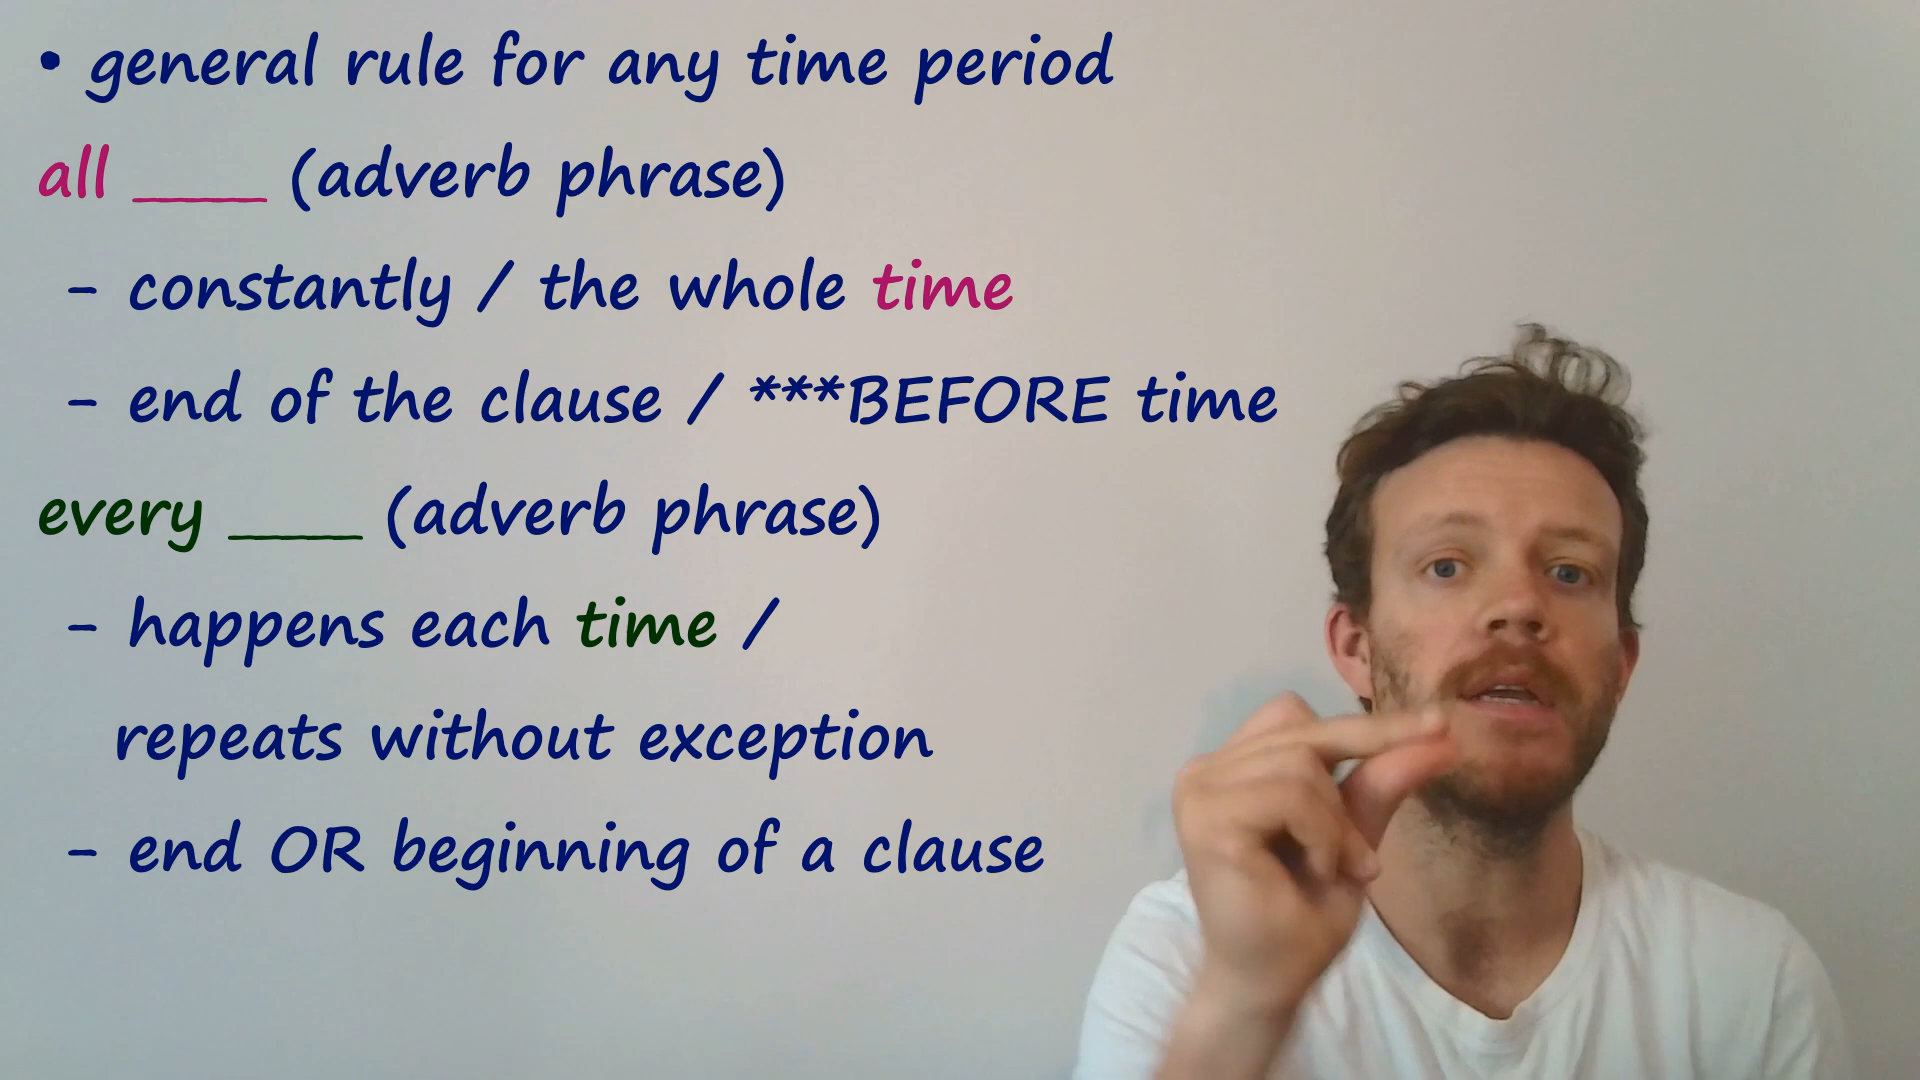 • general rule for any time period
all ____ (adverb phrase)
- constantly / the whole time
- end of the clause / ***BEFORE time
every ____ (adverb phrase)
- happens each time /
repeats without exception
- end OR beginning of a clause